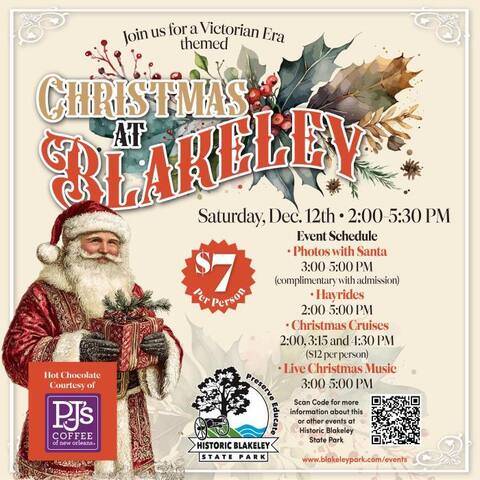 Join us for a Victorian Era
themed
CHRISTMAS
AT
BLAKELEY
Saturday, Dec. 12th • 2:00-5:30 PM
$7
Per Person
Event Schedule
• Photos with Santa
3:00-5:00 PM
(complimentary with admission)
• Hayrides
2:00-5:00 PM
• Christmas Cruises
2:00, 3:15 and 4:30 PM
($12 per person)
• Live Christmas Music
3:00-5:00 PM
Hot Chocolate
Courtesy of
PJ's
COFFEE
of new orleans
Preserve Educate
HISTORIC BLAKELEY
STATE PARK
Scan Code for more
information about this
or other events at
Historic Blakeley
State Park
www.blakeleypark.com/events